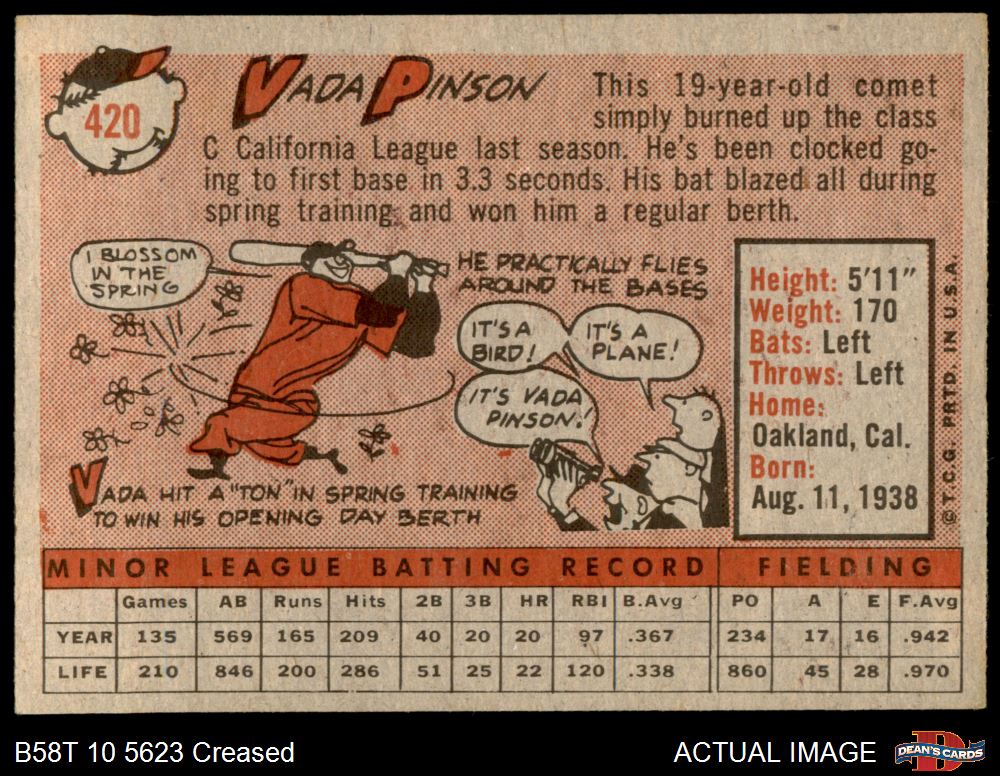 420
VADA PINSON
This 19-year-old comet
simply burned up the class
C California League last season. He's been clocked go-
ing to first base in 3.3 seconds. His bat blazed all during
spring training and won him a regular berth.
I BLOSSOM
IN THE
SPRING
HE PRACTICALLY FLIES
AROUND THE BASES
IT'S A
BIRD!
IT'S A
PLANE!
IT'S VADA
PINSON!
VADA HIT A "TON" IN SPRING TRAINING
TO WIN HIS OPENING DAY BERTH
Height: 5'11"
Weight: 170
Bats: Left
Throws: Left
Home:
Oakland, Cal.
Born:
Aug. 11, 1938
© T.C.G. PRTD. IN U.S.A.
MINOR LEAGUE BATTING RECORD FIELDING
Games AB Runs Hits 2B 3B HR RBI B.Avg PO A E F.Avg
YEAR 135 569 165 209 40 20 20 97 .367 234 17 16 .942
LIFE 210 846 200 286 51 25 22 120 .338 860 45 28 .970
B58T 10 5623 Creased
ACTUAL IMAGE
D
DEAN'S CARDS